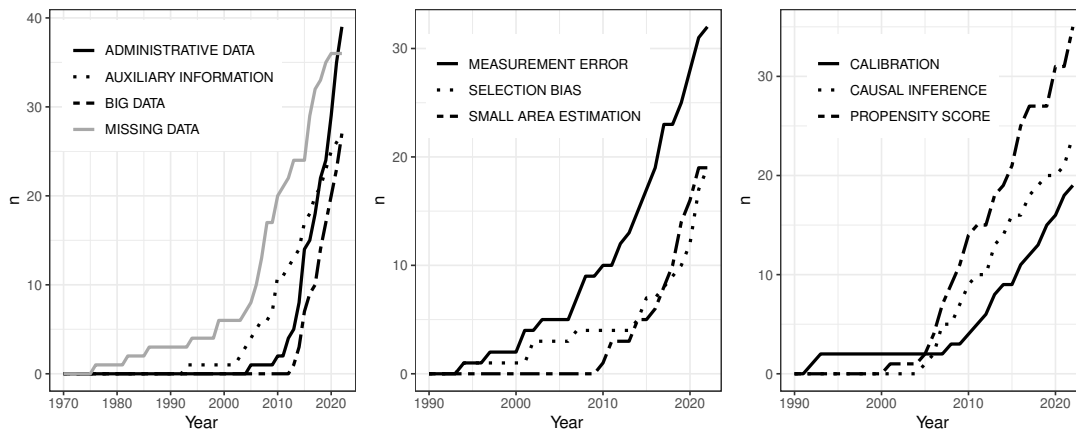 40
30
20
10
0
n
ADMINISTRATIVE DATA
AUXILIARY INFORMATION
BIG DATA
MISSING DATA
1970 1980 1990 2000 2010 2020
Year
30
20
10
0
n
MEASUREMENT ERROR
SELECTION BIAS
SMALL AREA ESTIMATION
1990 2000 2010 2020
Year
30
20
10
0
n
CALIBRATION
CAUSAL INFERENCE
PROPENSITY SCORE
1990 2000 2010 2020
Year